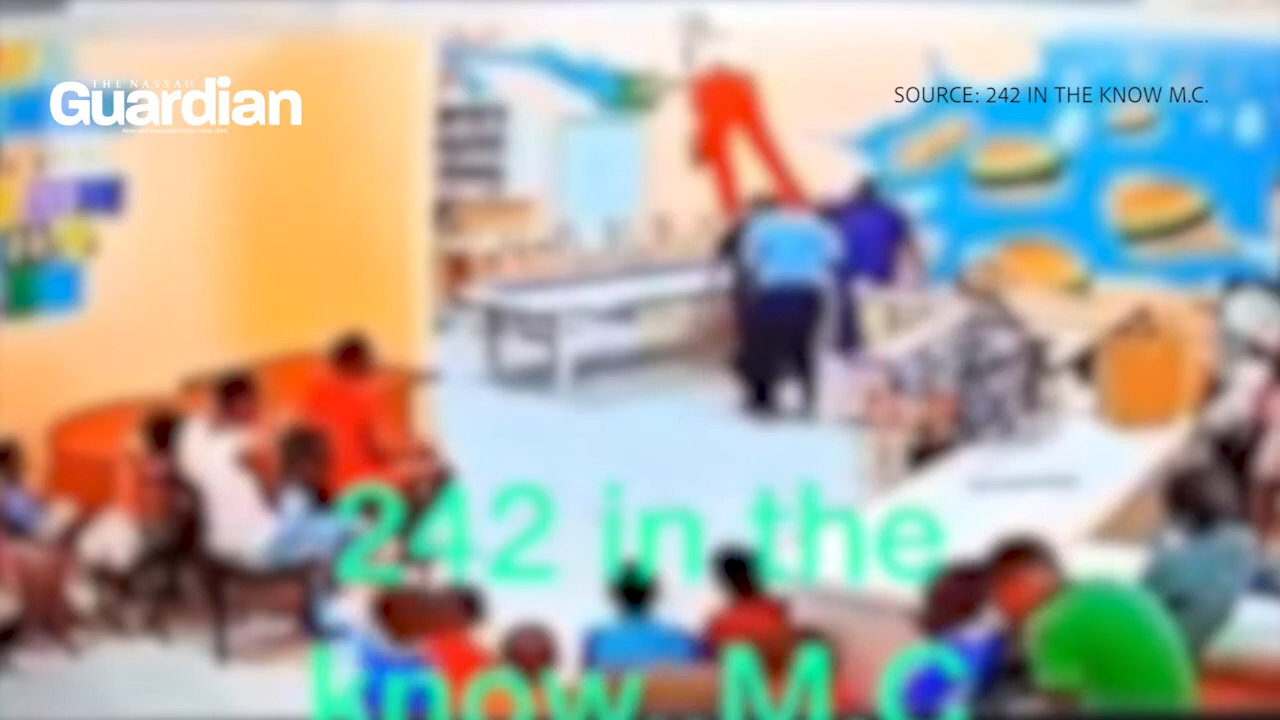 THE NASSAU
Guardian
SOURCE: 242 IN THE KNOW M.C.
242 in the
know M.C